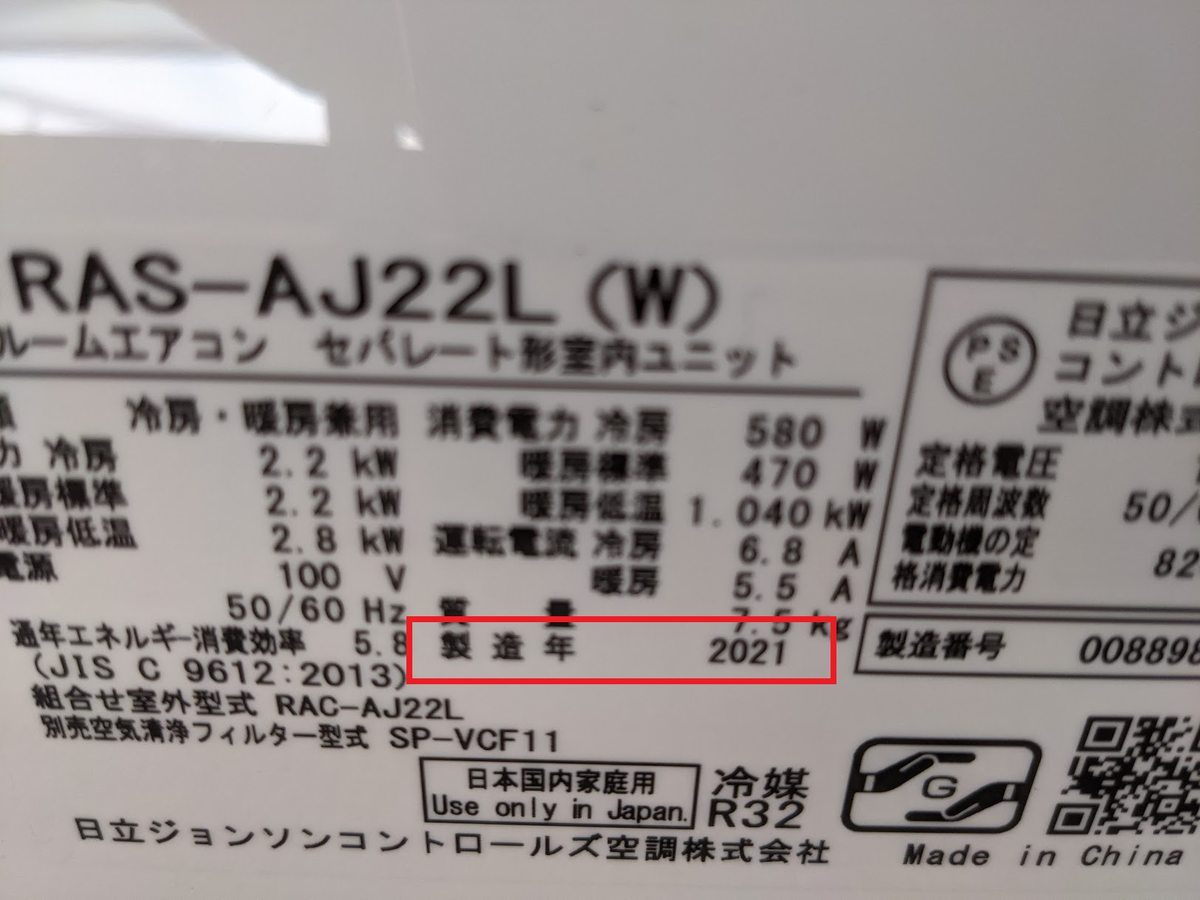 RAS-AJ22L(W)
ルームエアコン セパレート形室内ユニット
冷房・暖房兼用
力 冷房 2.2 kW
暖房標準 2.2 kW
暖房低温 2.8 kW
電源 100 V
50/60 Hz
通年エネルギー消費効率 5.8
(JIS C 9612:2013)
消費電力 冷房 580 W
暖房標準 470 W
暖房低温 1.040 kW
運転電流 冷房 6.8 A
暖房 5.5 A
質量 7.5 kg
製造年 2021
組合せ室外型式 RAC-AJ22L
別売空気清浄フィルター型式 SP-VCF11
日本国内家庭用
Use only in Japan.
冷媒
R32
日立ジョンソンコントロールズ空調株式会社
PSE
日立ジ
コント
空調株式
定格電圧
定格周波数 50/
電動機の定
格消費電力 82
製造番号 008898
G
Made in China